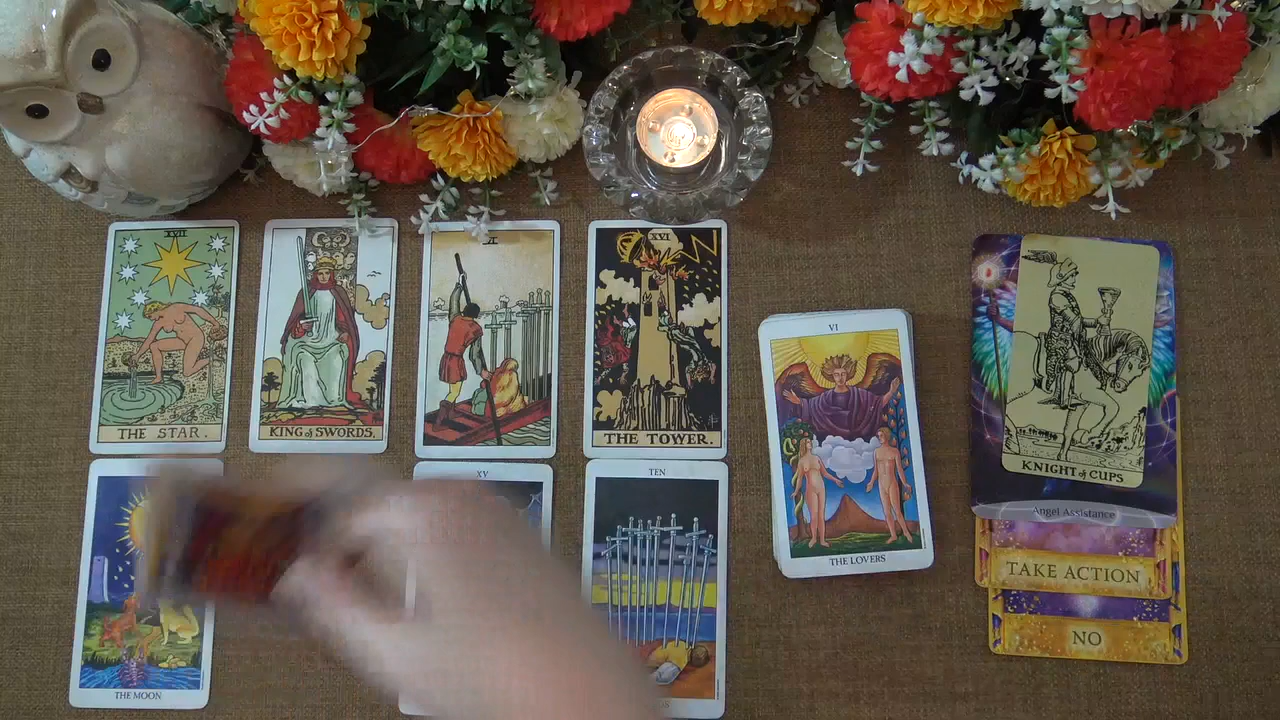 XVII
THE STAR.
KING of SWORDS.
VI
XVI
THE TOWER.
VI
THE LOVERS
KNIGHT of CUPS
Angel Assistance
TAKE ACTION
NO
THE MOON
XV
TEN